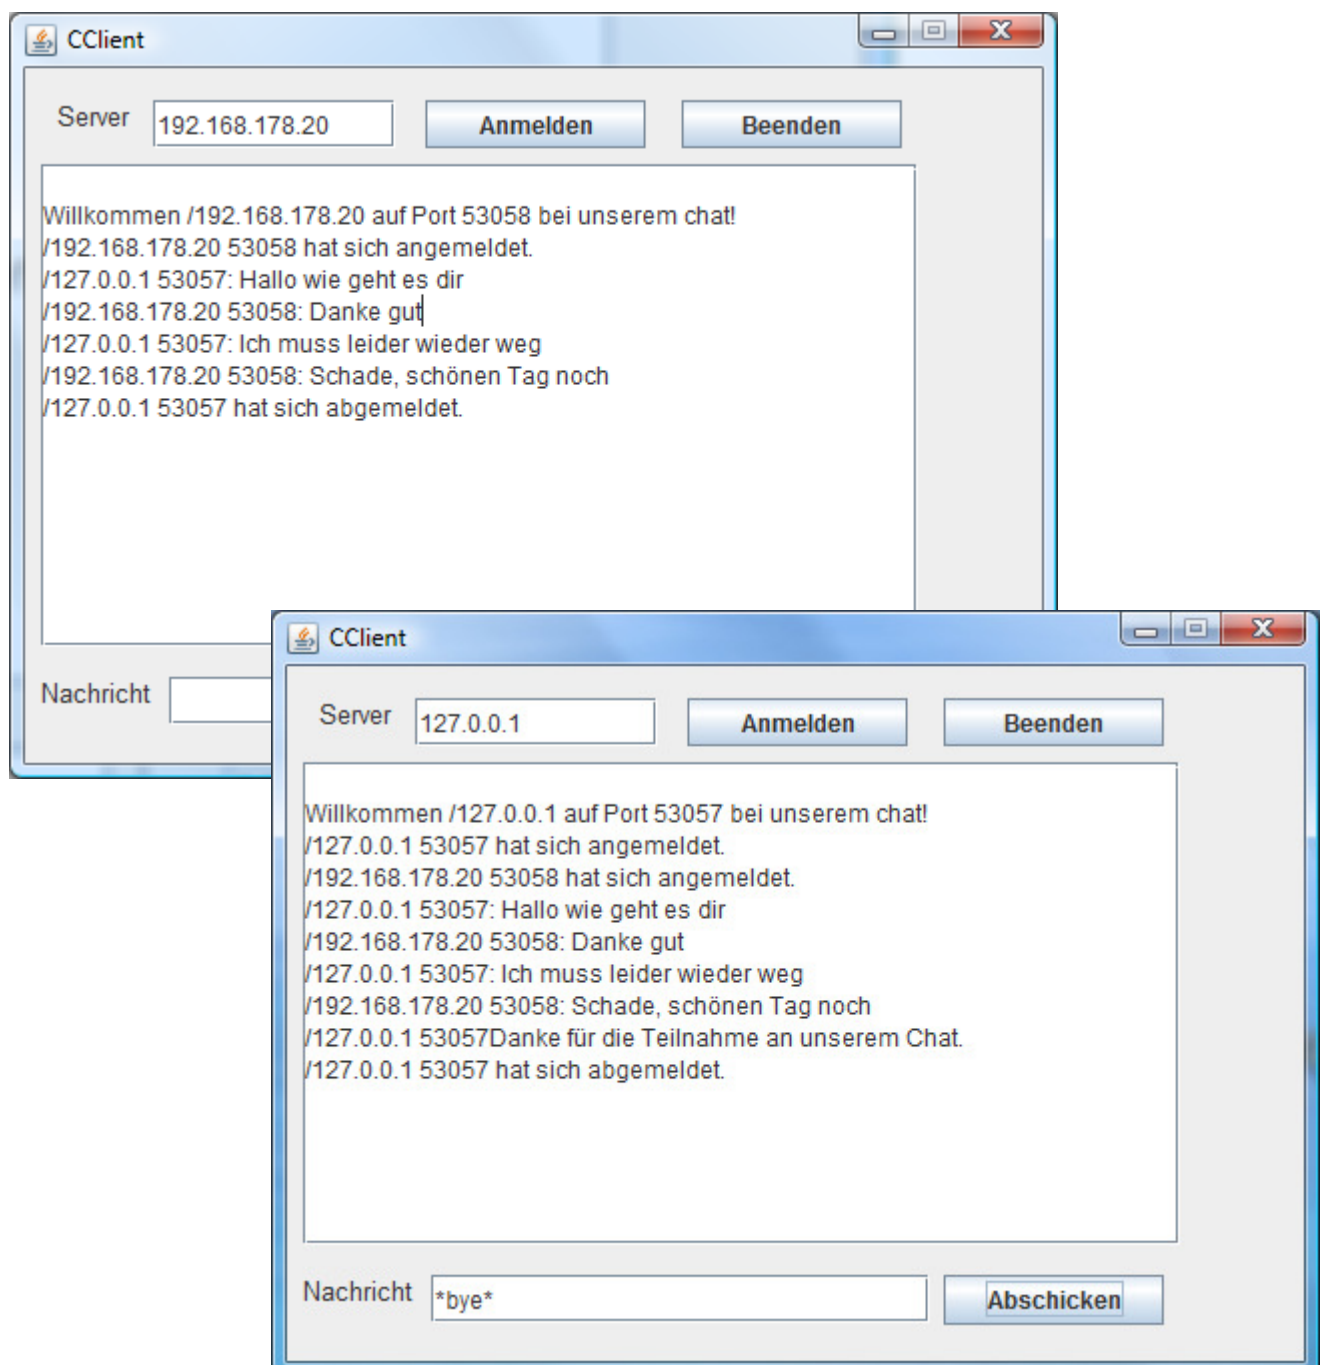 CClient
Server 192.168.178.20 Anmelden Beenden
Willkommen /192.168.178.20 auf Port 53058 bei unserem chat!
/192.168.178.20 53058 hat sich angemeldet.
/127.0.0.1 53057: Hallo wie geht es dir
/192.168.178.20 53058: Danke gut
/127.0.0.1 53057: Ich muss leider wieder weg
/192.168.178.20 53058: Schade, schönen Tag noch
/127.0.0.1 53057 hat sich abgemeldet.
Nachricht
CClient
Server 127.0.0.1 Anmelden Beenden
Willkommen /127.0.0.1 auf Port 53057 bei unserem chat!
/127.0.0.1 53057 hat sich angemeldet.
/192.168.178.20 53058 hat sich angemeldet.
/127.0.0.1 53057: Hallo wie geht es dir
/192.168.178.20 53058: Danke gut
/127.0.0.1 53057: Ich muss leider wieder weg
/192.168.178.20 53058: Schade, schönen Tag noch
/127.0.0.1 53057Danke für die Teilnahme an unserem Chat.
/127.0.0.1 53057 hat sich abgemeldet.
Nachricht *bye* Abschicken